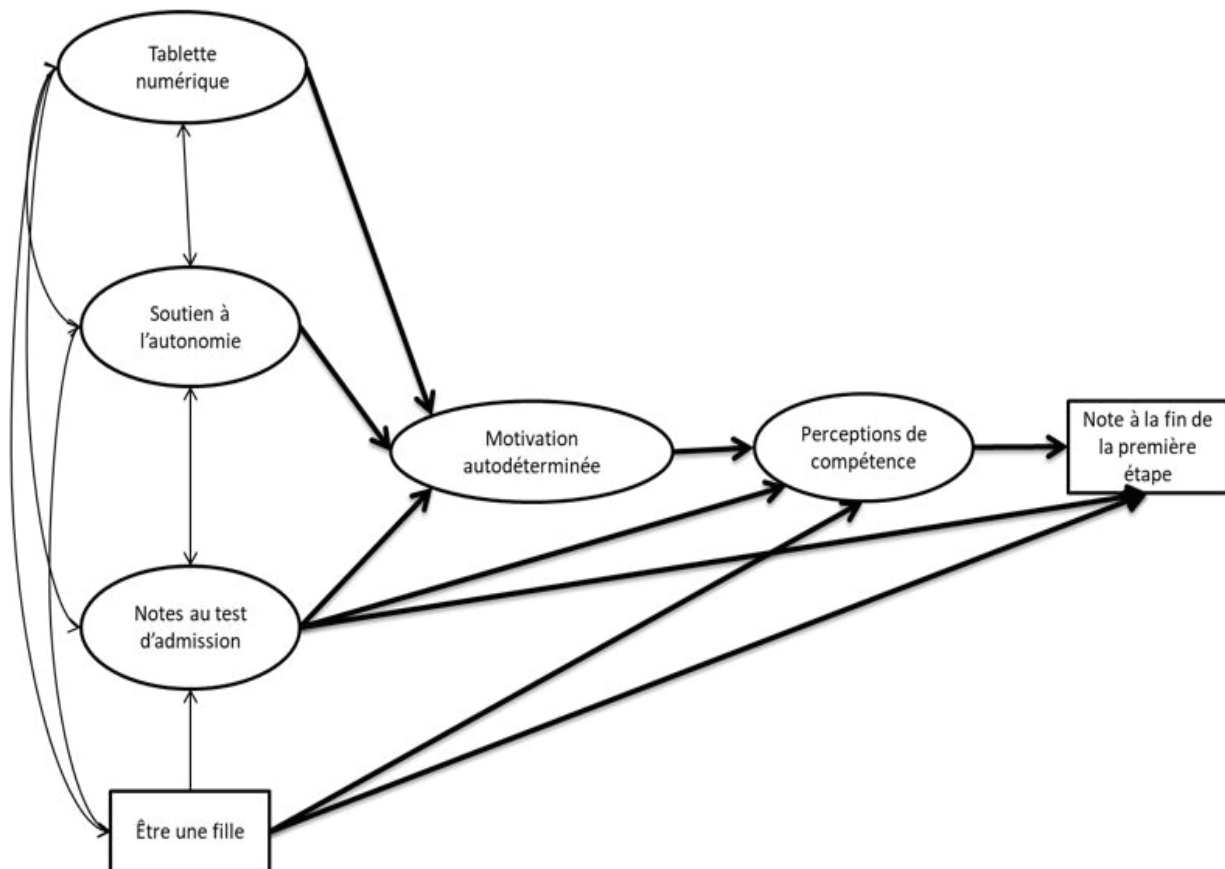 Tablette
numérique
Soutien à
l'autonomie
Motivation
autodéterminée
Perceptions de
compétence
Note à la fin de
la première
étape
Notes au test
d'admission
Être une fille